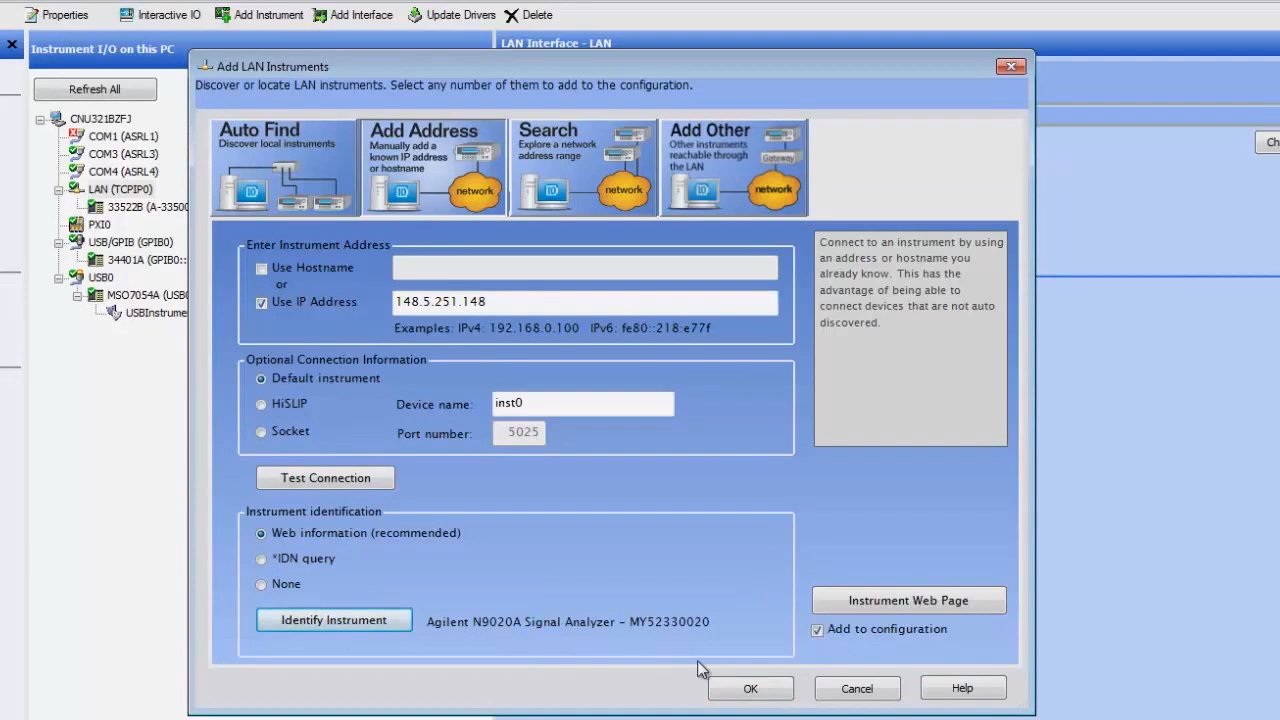 Properties Interactive IO Add Instrument Add Interface Update Drivers Delete
Instrument I/O on this PC
LAN Interface - LAN
Refresh All
CNU321BZFJ
COM1 (ASRL1)
COM3 (ASRL3)
COM4 (ASRL4)
LAN (TCPIP0)
33522B (A-33500
PXI0
USB/GPIB (GPIB0)
34401A (GPIB0::
USB0
MSO7054A (USB0
USBInstrume
Ch
Add LAN Instruments
Discover or locate LAN instruments. Select any number of them to add to the configuration.
Auto Find
Discover local instruments
IO
Add Address
Manually add a
known IP address
or hostname
IO
network
Search
Explore a network
address range
IO
network
Add Other
Other instruments
reachable through
the LAN
Gateway
IO
network
Enter Instrument Address
Use Hostname
or
Use IP Address 148.5.251.148
Examples: IPv4: 192.168.0.100 IPv6: fe80::218:e77f
Optional Connection Information
Default instrument
HiSLIP Device name: inst0
Socket Port number: 5025
Test Connection
Instrument identification
Web information (recommended)
*IDN query
None
Identify Instrument Agilent N9020A Signal Analyzer - MY52330020
Connect to an instrument by using
an address or hostname you
already know. This has the
advantage of being able to
connect devices that are not auto
discovered.
Instrument Web Page
Add to configuration
OK Cancel Help